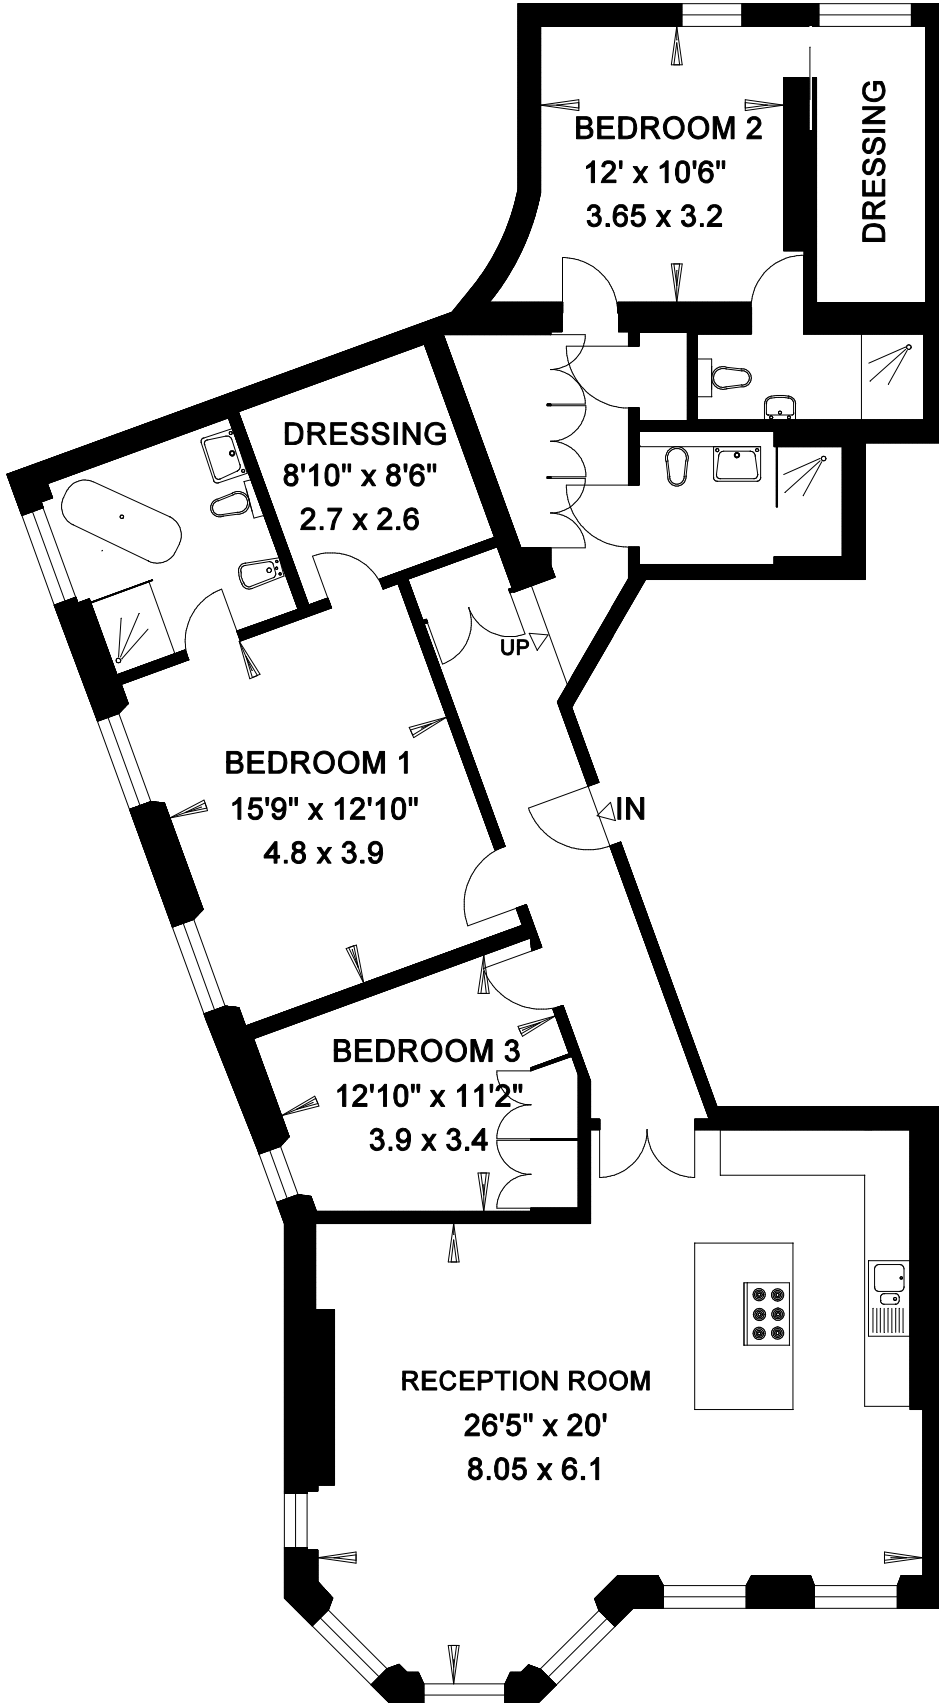 BEDROOM 2
12' x 10'6"
3.65 x 3.2
DRESSING
DRESSING
8'10" x 8'6"
2.7 x 2.6
UP
BEDROOM 1
15'9" x 12'10"
4.8 x 3.9
IN
BEDROOM 3
12'10" x 11'2"
3.9 x 3.4
RECEPTION ROOM
26'5" x 20'
8.05 x 6.1